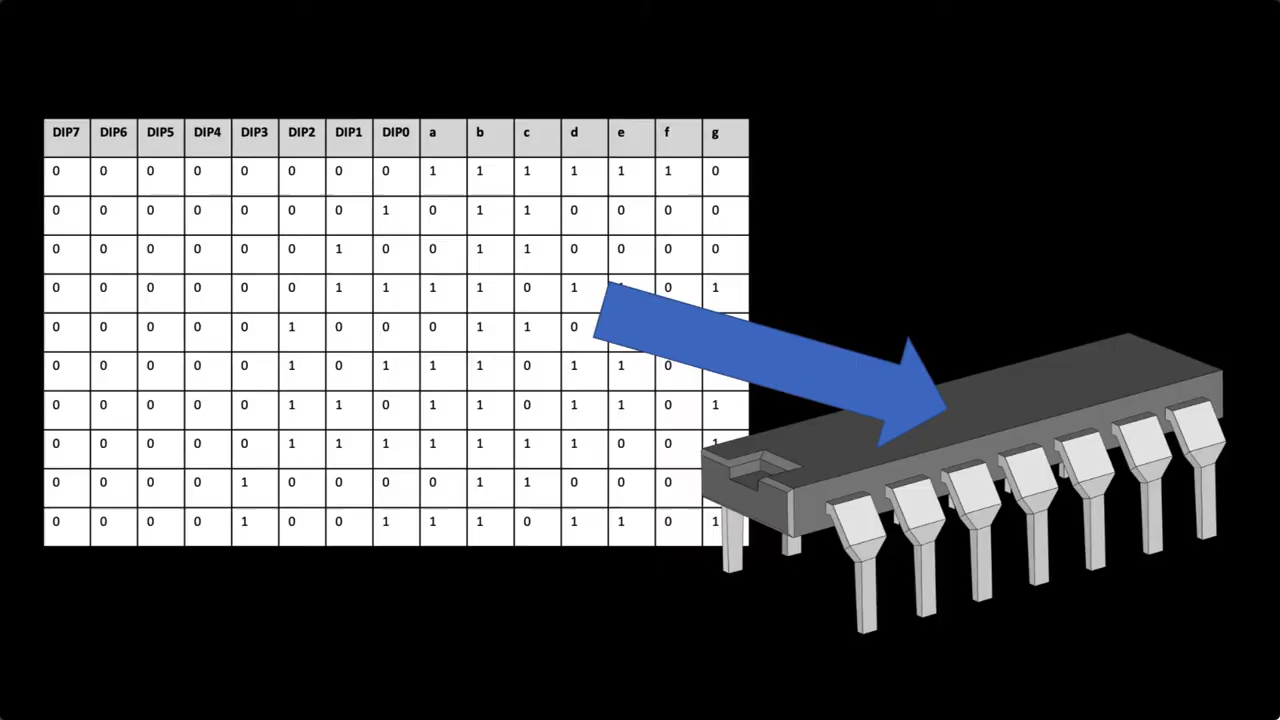 DIP7 DIP6 DIP5 DIP4 DIP3 DIP2 DIP1 DIP0 a b c d e f g
0 0 0 0 0 0 0 0 1 1 1 1 1 1 0
0 0 0 0 0 0 0 1 0 1 1 0 0 0 0
0 0 0 0 0 0 1 0 0 1 1 0 0 0 0
0 0 0 0 0 0 1 1 1 1 0 1 1 0 1
0 0 0 0 0 1 0 0 0 1 1 0
0 0 0 0 0 1 0 1 1 1 0 1 1 0
0 0 0 0 0 1 1 0 1 1 0 1 1 0 1
0 0 0 0 0 1 1 1 1 1 1 1 0 0 1
0 0 0 0 1 0 0 0 0 1 1 0 0 0
0 0 0 0 1 0 0 1 1 1 0 1 1 0 1